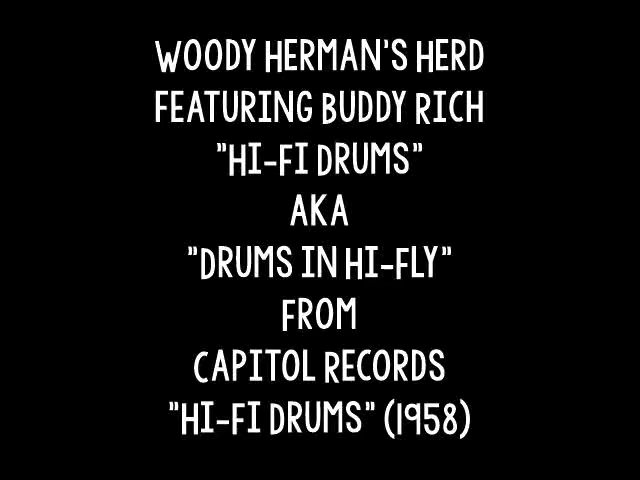 WOODY HERMAN'S HERD
FEATURING BUDDY RICH
"HI-FI DRUMS"
AKA
"DRUMS IN HI-FLY"
FROM
CAPITOL RECORDS
"HI-FI DRUMS" (1958)